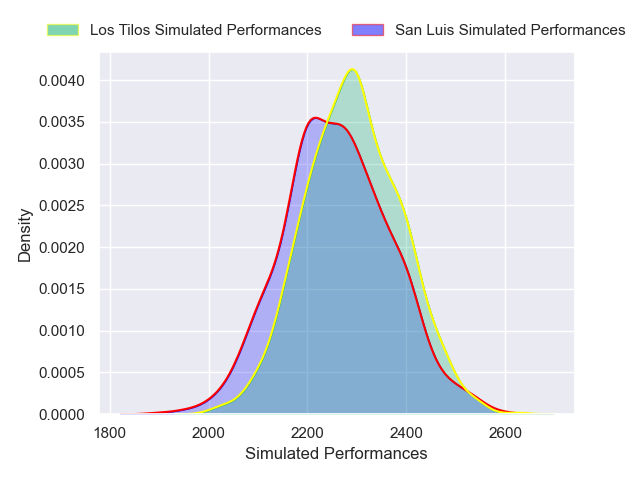 Los Tilos Simulated Performances
San Luis Simulated Performances
0.0040
0.0035
0.0030
0.0025
0.0020
0.0015
0.0010
0.0005
0.0000
Density
1800 2000 2200 2400 2600
Simulated Performances